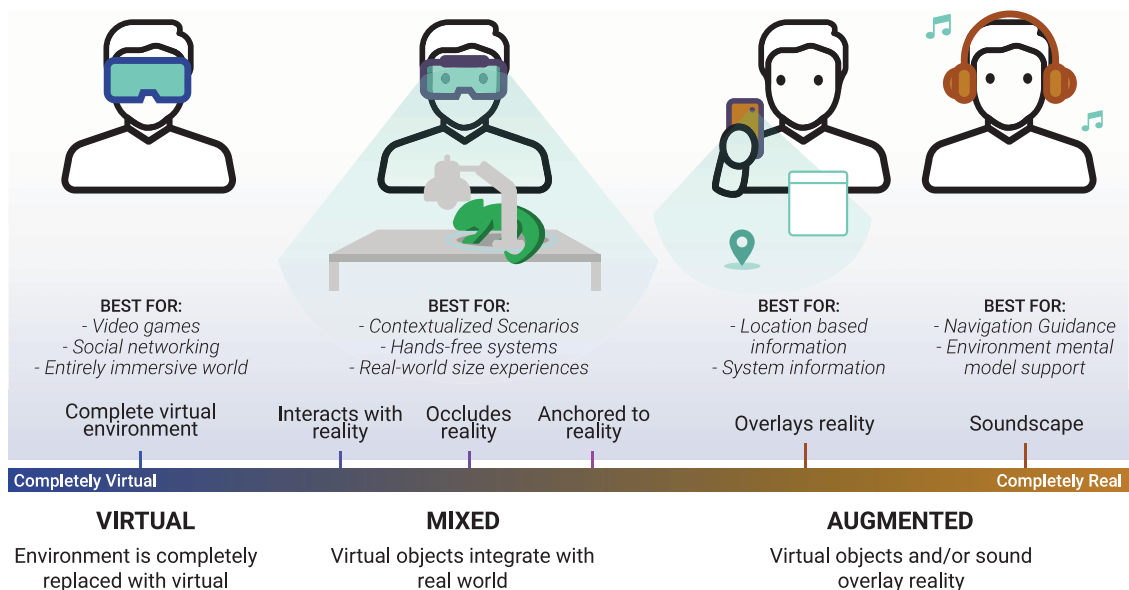 BEST FOR:
- Video games
- Social networking
- Entirely immersive world
BEST FOR:
- Contextualized Scenarios
- Hands-free systems
- Real-world size experiences
BEST FOR:
- Location based
information
- System information
BEST FOR:
- Navigation Guidance
- Environment mental
model support
Complete virtual
environment
Interacts with
reality
Occludes
reality
Anchored to
reality
Overlays reality
Soundscape
Completely Virtual
Completely Real
VIRTUAL
Environment is completely
replaced with virtual
MIXED
Virtual objects integrate with
real world
AUGMENTED
Virtual objects and/or sound
overlay reality